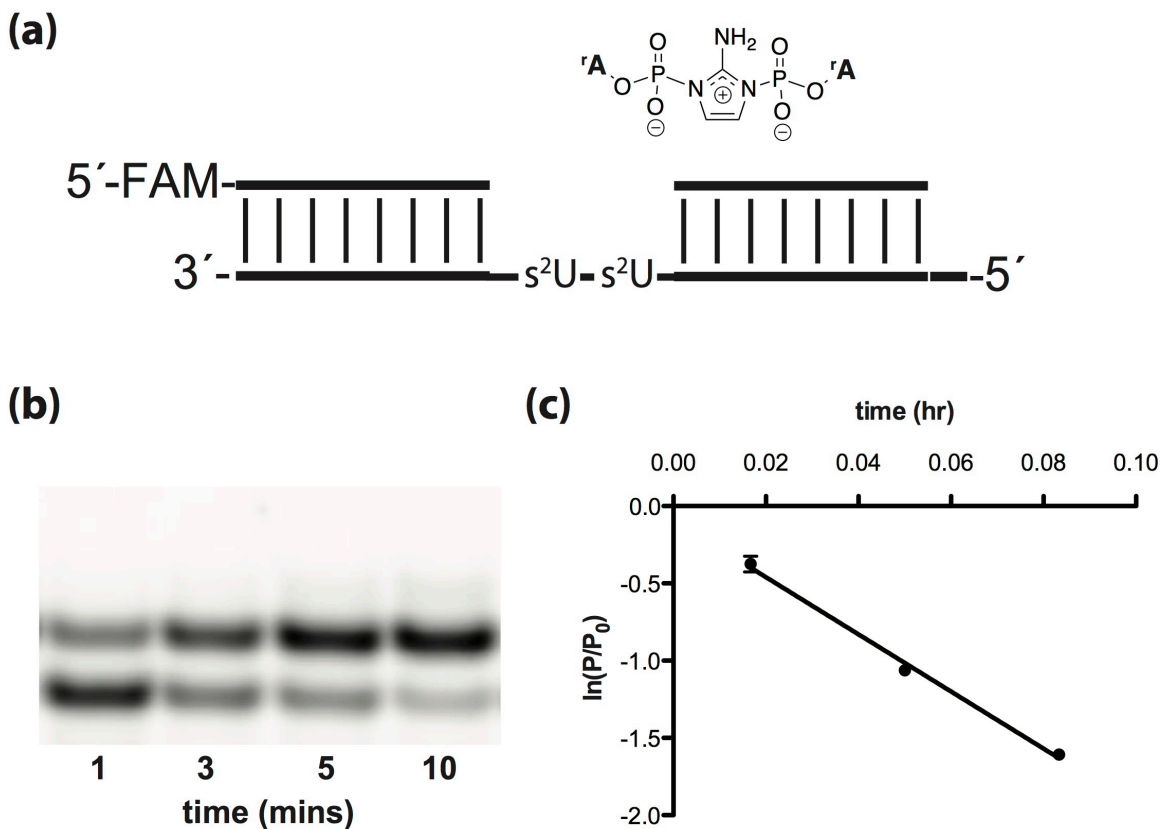 (a)
O NH₂ O
ʳA O P N N P O ʳA
O ⊖ ⊕ O ⊖
5´-FAM-
3´- s²U- s²U -5´
(b)
1 3 5 10
time (mins)
(c)
time (hr)
0.00 0.02 0.04 0.06 0.08 0.10
0.0
-0.5
-1.0
-1.5
-2.0
ln(P/P₀)